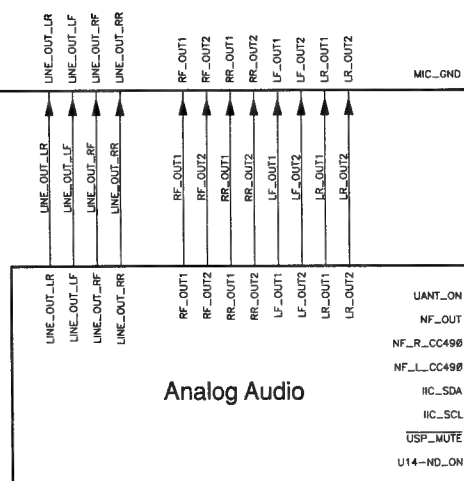 LINE_OUT_LR
LINE_OUT_LF
LINE_OUT_RF
LINE_OUT_RR
RF_OUT1
RF_OUT2
RR_OUT1
RR_OUT2
LF_OUT1
LF_OUT2
LR_OUT1
LR_OUT2
MIC_GND
LINE_OUT_LR
LINE_OUT_LF
LINE_OUT_RF
LINE_OUT_RR
RF_OUT1
RF_OUT2
RR_OUT1
RR_OUT2
LF_OUT1
LF_OUT2
LR_OUT1
LR_OUT2
LINE_OUT_LR
LINE_OUT_LF
LINE_OUT_RF
LINE_OUT_RR
RF_OUT1
RF_OUT2
RR_OUT1
RR_OUT2
LF_OUT1
LF_OUT2
LR_OUT1
LR_OUT2
UANT_ON
NF_OUT
NF_R_CC490
NF_L_CC490
Analog Audio
IIC_SDA
IIC_SCL
USP_MUTE
U14-ND_ON